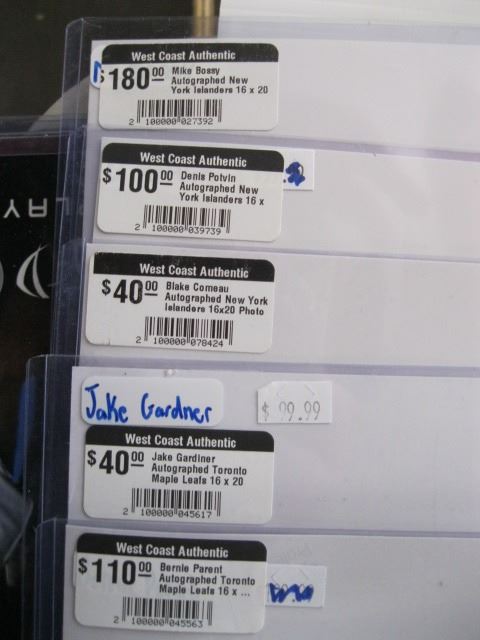 West Coast Authentic
$180.00 Mike Bossy
Autographed New
York Islanders 16 x 20
2 100000 027392
West Coast Authentic
$100.00 Denis Potvin
Autographed New
York Islanders 16 x
2 100000 039739
West Coast Authentic
$40.00 Blake Comeau
Autographed New York
Islanders 16x20 Photo
2 100000 078424
Jake Gardner
$ 99.99
West Coast Authentic
$40.00 Jake Gardiner
Autographed Toronto
Maple Leafs 16 x 20
2 100000 045617
West Coast Authentic
$110.00 Bernie Parent
Autographed Toronto
Maple Leafs 16 x ...
2 100000 045563